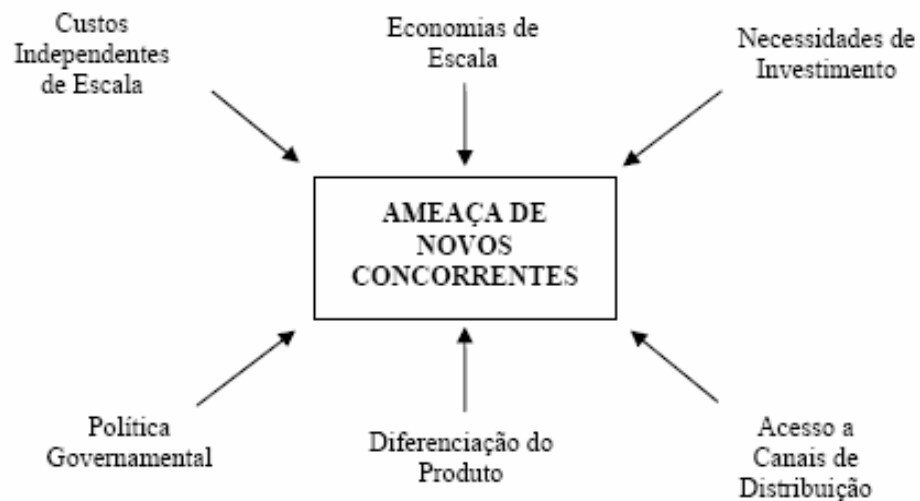 Custos
Independentes
de Escala
Economias de
Escala
Necessidades de
Investimento
AMEAÇA DE
NOVOS
CONCORRENTES
Política
Governamental
Diferenciação do
Produto
Acesso a
Canais de
Distribuição